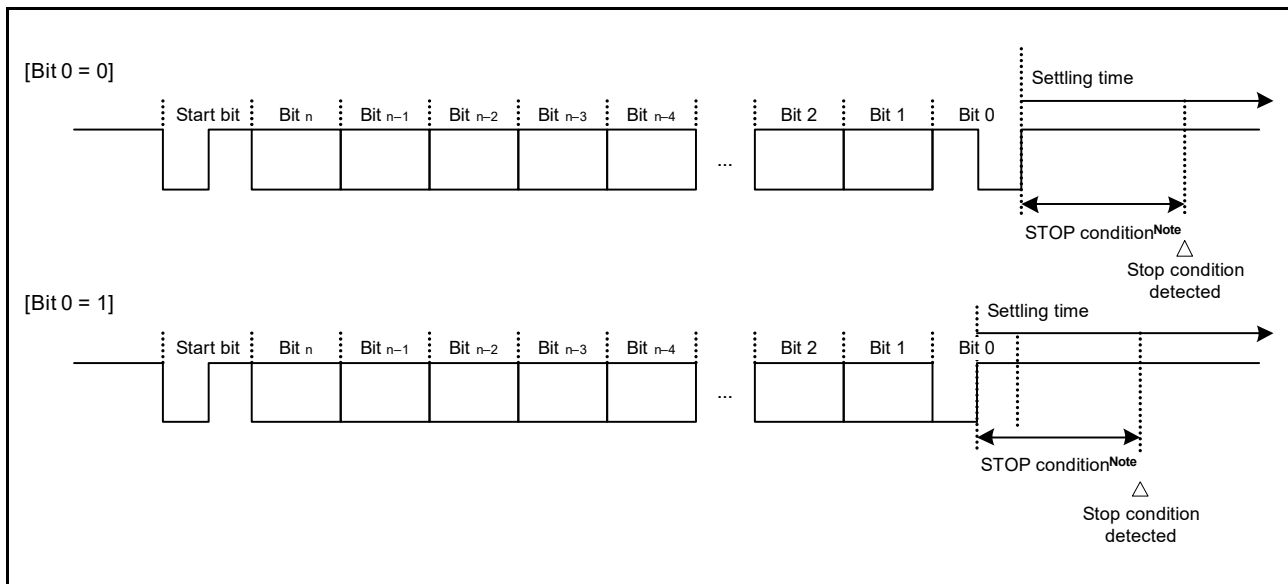 [Bit 0 = 0]
Settling time
Start bit Bit n Bit n–1 Bit n–2 Bit n–3 Bit n–4 Bit 2 Bit 1 Bit 0
...
STOP conditionNote
Stop condition
detected
[Bit 0 = 1]
Settling time
Start bit Bit n Bit n–1 Bit n–2 Bit n–3 Bit n–4 Bit 2 Bit 1 Bit 0
...
STOP conditionNote
Stop condition
detected